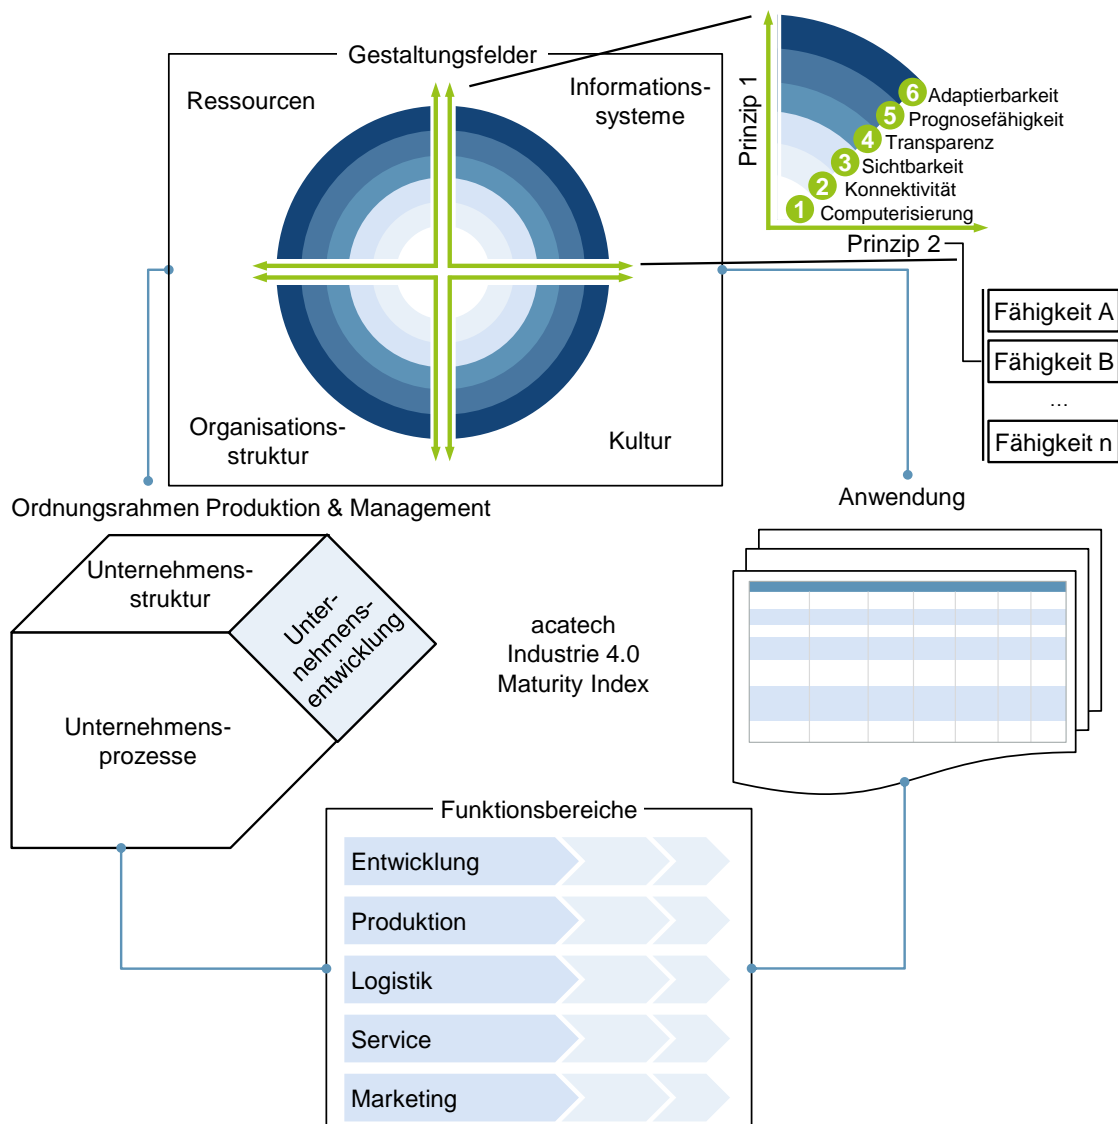 Gestaltungsfelder
Ressourcen
Informations-
systeme
Organisations-
struktur
Kultur
Prinzip 1
6 Adaptierbarkeit
5 Prognosefähigkeit
4 Transparenz
3 Sichtbarkeit
2 Konnektivität
1 Computerisierung
Prinzip 2
Fähigkeit A
Fähigkeit B
...
Fähigkeit n
Ordnungsrahmen Produktion & Management
Unternehmens-
struktur
Unter-
nehmens-
entwicklung
Unternehmens-
prozesse
acatech
Industrie 4.0
Maturity Index
Anwendung
Funktionsbereiche
Entwicklung
Produktion
Logistik
Service
Marketing